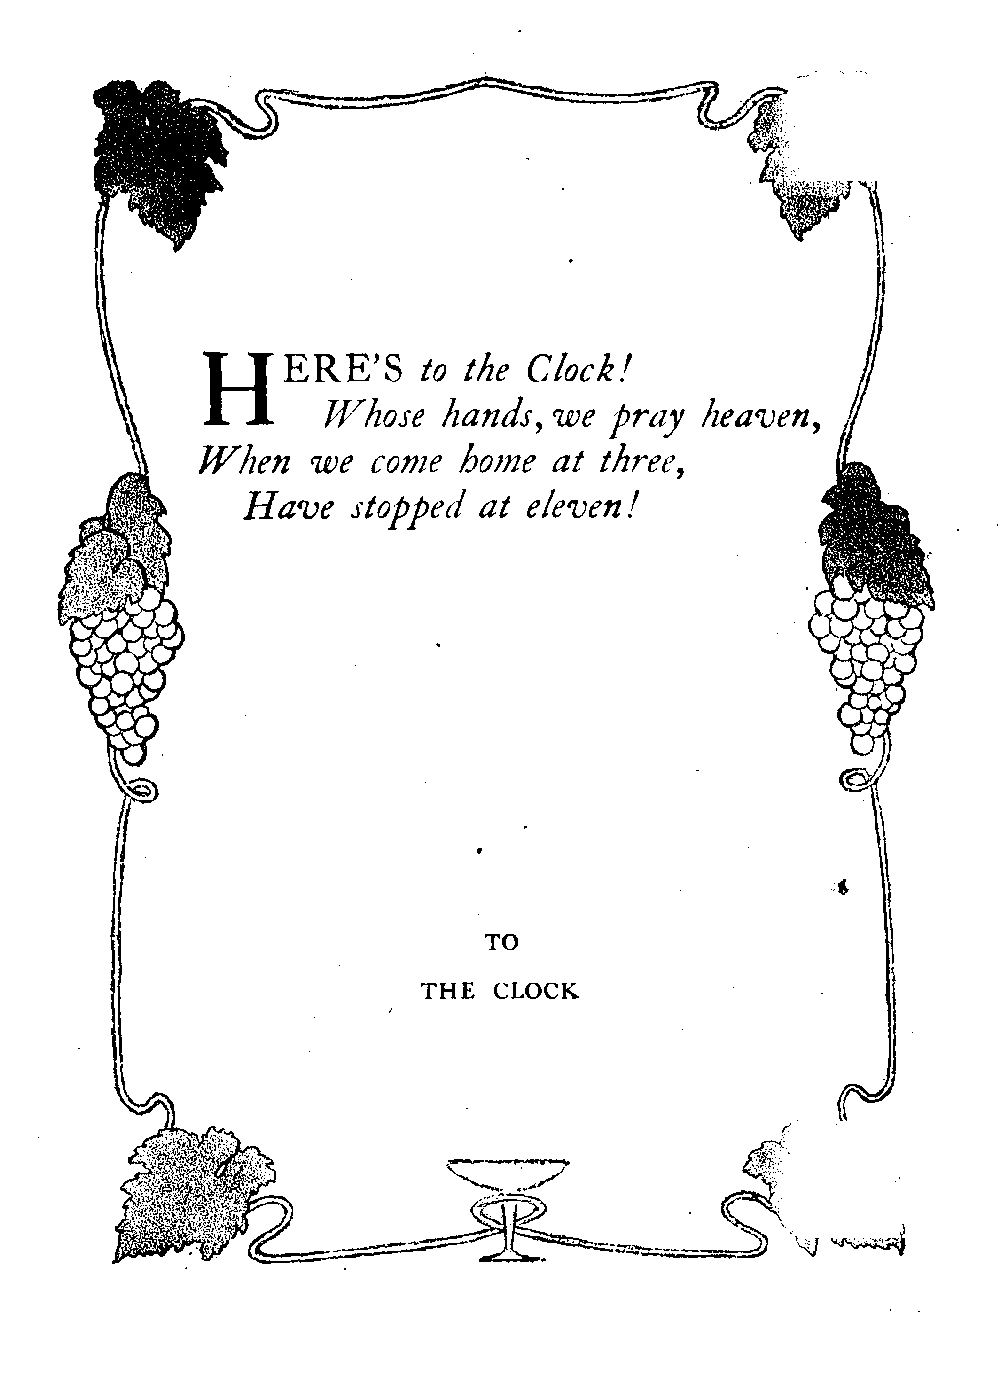 HERE'S to the Clock!
Whose hands, we pray heaven,
When we come home at three,
Have stopped at eleven!
TO
THE CLOCK